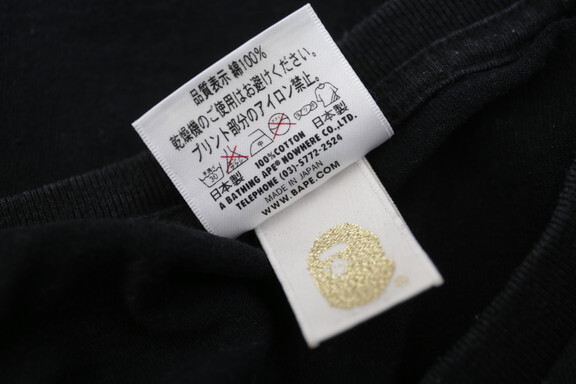 品質表示 綿100%
乾燥機のご使用はお避けください。
プリント部分のアイロン禁止。
30 中
日本製 日本製
100%COTTON
A BATHING APE® NOWHERE CO.,LTD.
TELEPHONE (03)-5772-2524
MADE IN JAPAN
WWW.BAPE.COM